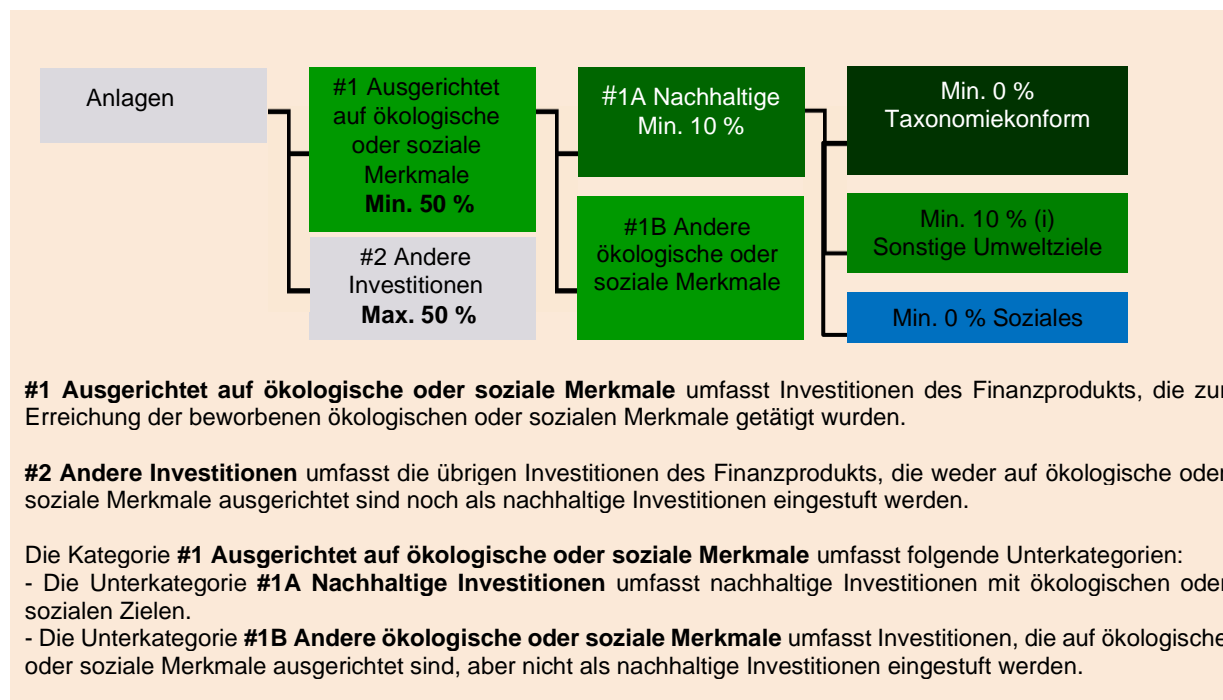 Anlagen
#1 Ausgerichtet
auf ökologische
oder soziale
Merkmale
Min. 50 %
#2 Andere
Investitionen
Max. 50 %
#1A Nachhaltige
Min. 10 %
#1B Andere
ökologische oder
soziale Merkmale
Min. 0 %
Taxonomiekonform
Min. 10 % (i)
Sonstige Umweltziele
Min. 0 % Soziales
#1 Ausgerichtet auf ökologische oder soziale Merkmale umfasst Investitionen des Finanzprodukts, die zur
Erreichung der beworbenen ökologischen oder sozialen Merkmale getätigt wurden.
#2 Andere Investitionen umfasst die übrigen Investitionen des Finanzprodukts, die weder auf ökologische oder
soziale Merkmale ausgerichtet sind noch als nachhaltige Investitionen eingestuft werden.
Die Kategorie #1 Ausgerichtet auf ökologische oder soziale Merkmale umfasst folgende Unterkategorien:
- Die Unterkategorie #1A Nachhaltige Investitionen umfasst nachhaltige Investitionen mit ökologischen oder
sozialen Zielen.
- Die Unterkategorie #1B Andere ökologische oder soziale Merkmale umfasst Investitionen, die auf ökologische
oder soziale Merkmale ausgerichtet sind, aber nicht als nachhaltige Investitionen eingestuft werden.